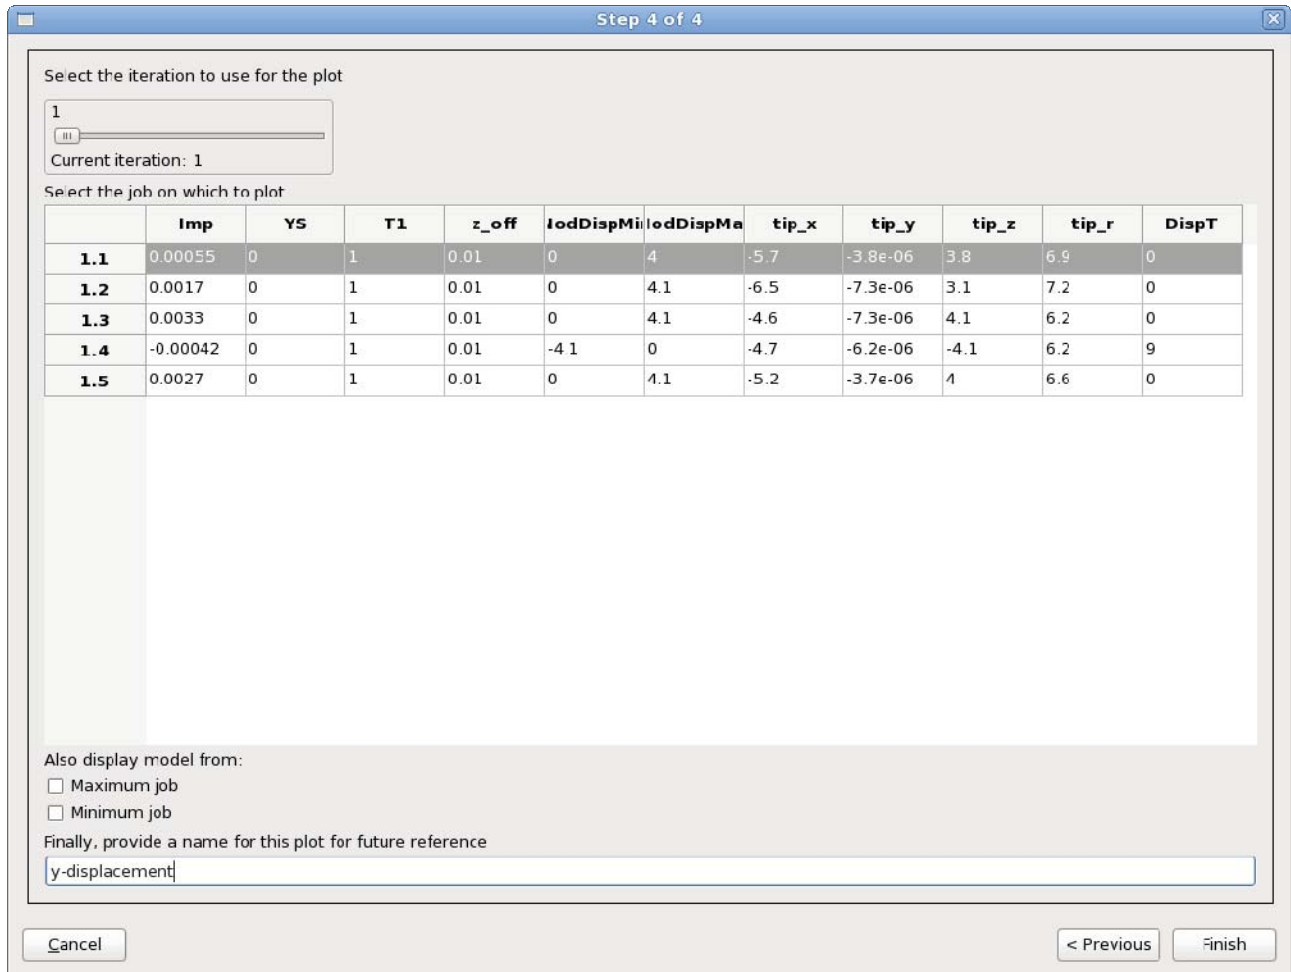 Step 4 of 4
Select the iteration to use for the plot
1
Current iteration: 1
Select the job on which to plot
Imp YS T1 z_off lodDispMi lodDispMa tip_x tip_y tip_z tip_r DispT
1.1 0.00055 0 1 0.01 0 4 -5.7 -3.8e-06 3.8 6.9 0
1.2 0.0017 0 1 0.01 0 4.1 -6.5 -7.3e-06 3.1 7.2 0
1.3 0.0033 0 1 0.01 0 4.1 -4.6 -7.3e-06 4.1 6.2 0
1.4 -0.00042 0 1 0.01 -4.1 0 -4.7 -6.2e-06 -4.1 6.2 9
1.5 0.0027 0 1 0.01 0 4.1 -5.2 -3.7e-06 4 6.6 0
Also display model from:
Maximum job
Minimum job
Finally, provide a name for this plot for future reference
y-displacement
Cancel < Previous Finish